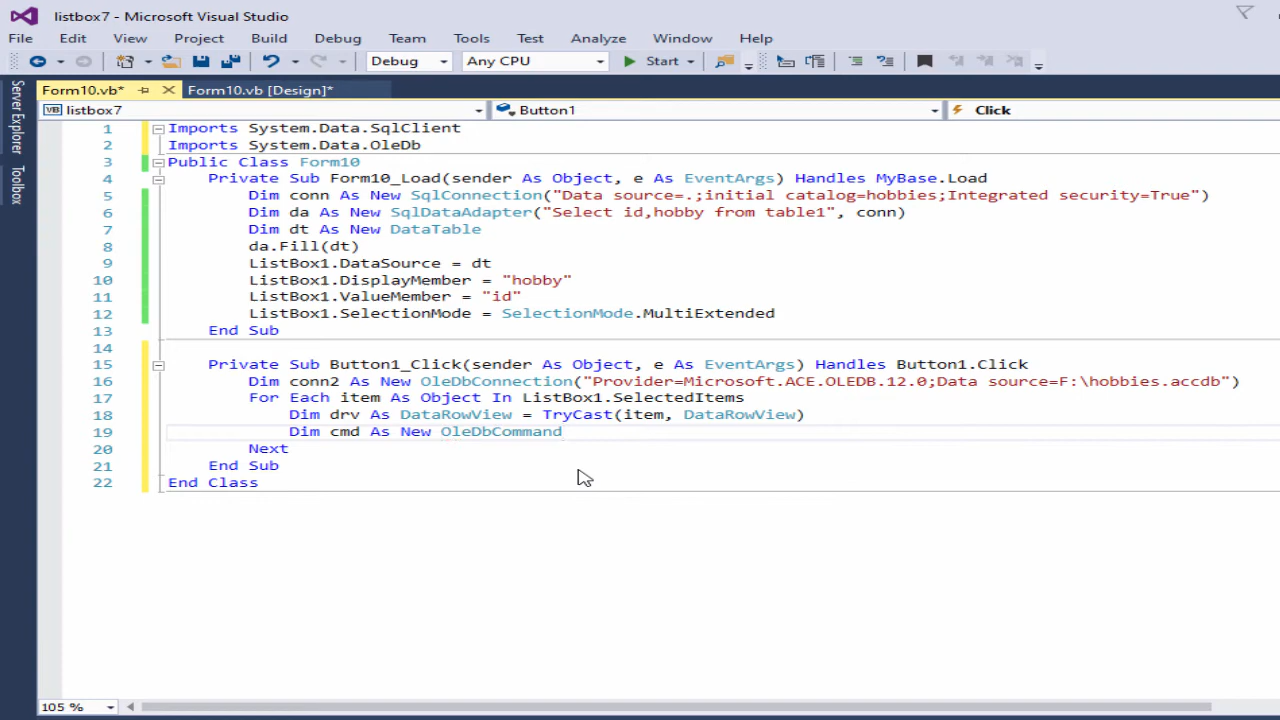 listbox7 - Microsoft Visual Studio
File Edit View Project Build Debug Team Tools Test Analyze Window Help
Debug Any CPU Start
Form10.vb* Form10.vb [Design]*
Server Explorer
Toolbox
VB listbox7 Button1 Click
1 Imports System.Data.SqlClient
2 Imports System.Data.OleDb
3 Public Class Form10
4 Private Sub Form10_Load(sender As Object, e As EventArgs) Handles MyBase.Load
5 Dim conn As New SqlConnection("Data source=.;initial catalog=hobbies;Integrated security=True")
6 Dim da As New SqlDataAdapter("Select id,hobby from table1", conn)
7 Dim dt As New DataTable
8 da.Fill(dt)
9 ListBox1.DataSource = dt
10 ListBox1.DisplayMember = "hobby"
11 ListBox1.ValueMember = "id"
12 ListBox1.SelectionMode = SelectionMode.MultiExtended
13 End Sub
14
15 Private Sub Button1_Click(sender As Object, e As EventArgs) Handles Button1.Click
16 Dim conn2 As New OleDbConnection("Provider=Microsoft.ACE.OLEDB.12.0;Data source=F:\hobbies.accdb")
17 For Each item As Object In ListBox1.SelectedItems
18 Dim drv As DataRowView = TryCast(item, DataRowView)
19 Dim cmd As New OleDbCommand
20 Next
21 End Sub
22 End Class
105 %